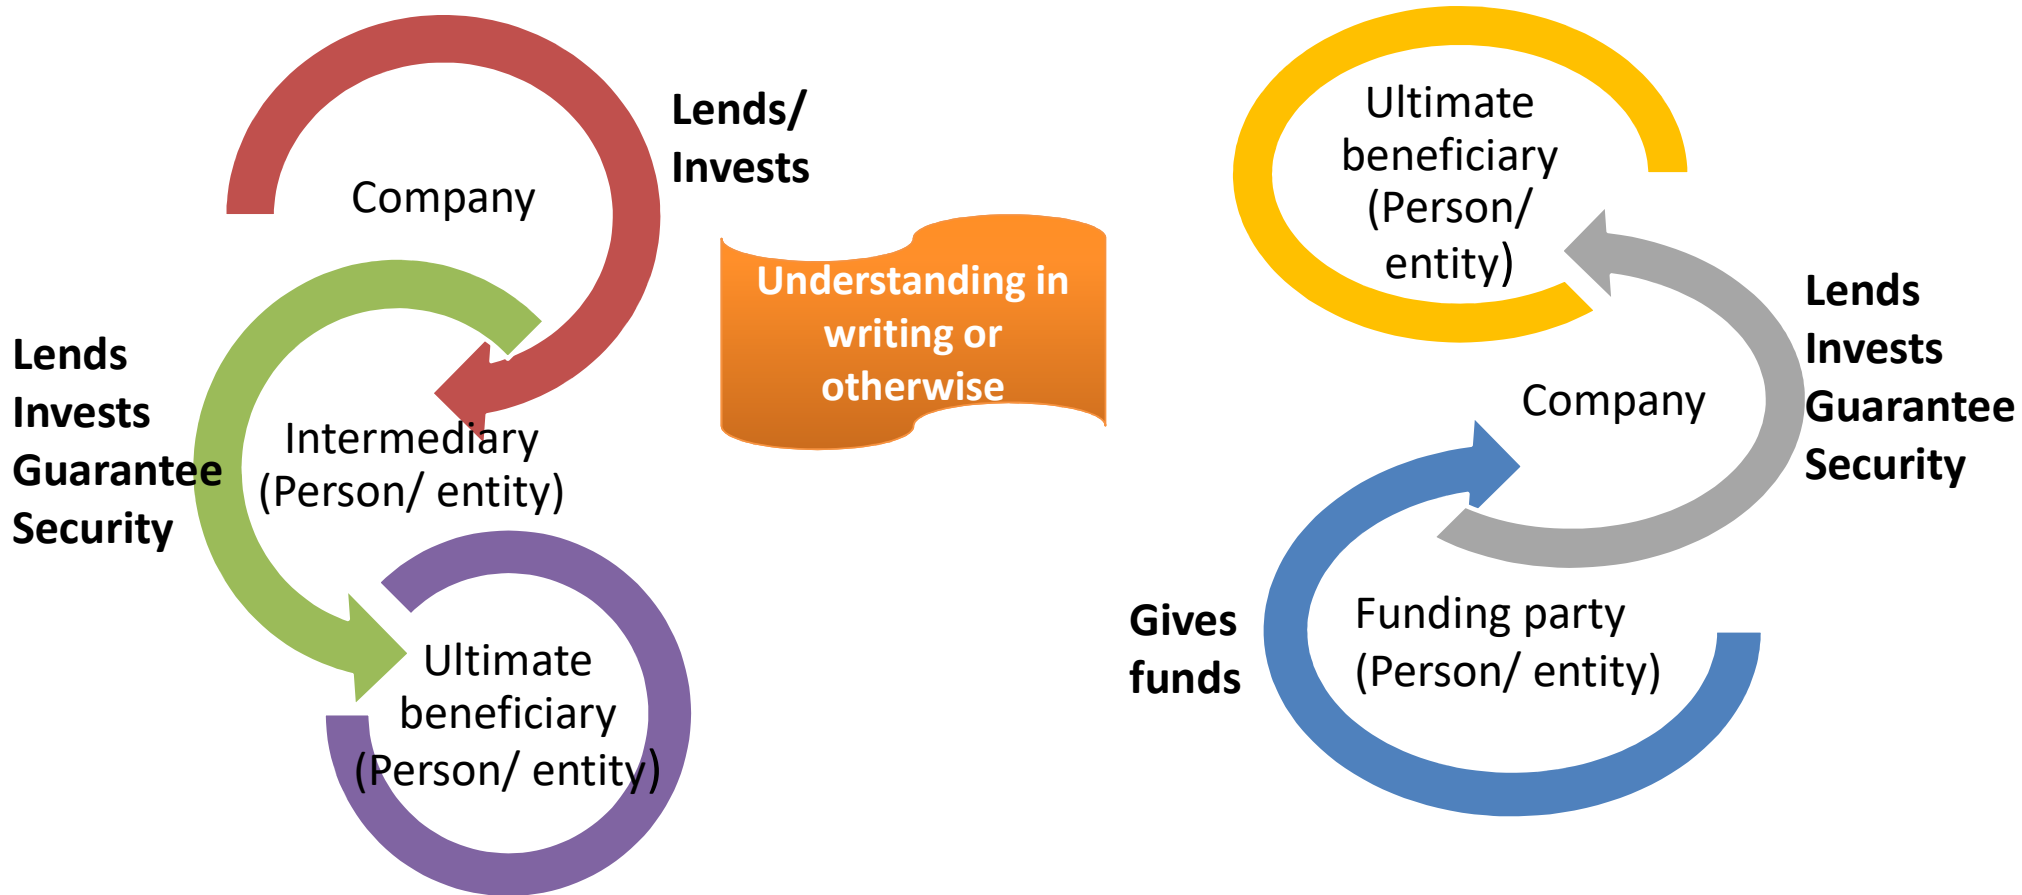 Company
Lends/
Invests
Lends
Invests
Guarantee
Security
Intermediary
(Person/ entity)
Ultimate
beneficiary
(Person/ entity)
Understanding in
writing or
otherwise
Ultimate
beneficiary
(Person/
entity)
Lends
Invests
Guarantee
Security
Company
Gives
funds
Funding party
(Person/ entity)